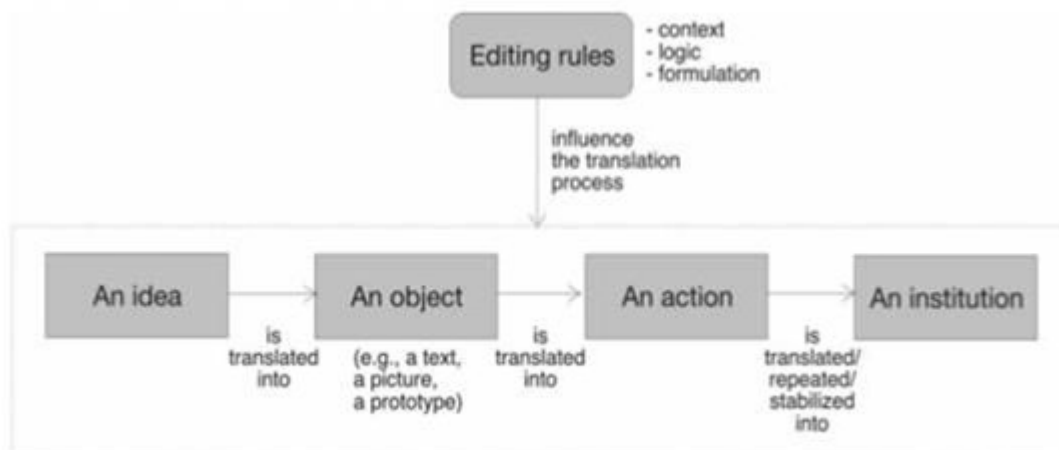 Editing rules
- context
- logic
- formulation
influence
the translation
process
An idea
is
translated
into
An object
(e.g., a text,
a picture,
a prototype)
is
translated
into
An action
is
translated/
repeated/
stabilized
into
An institution